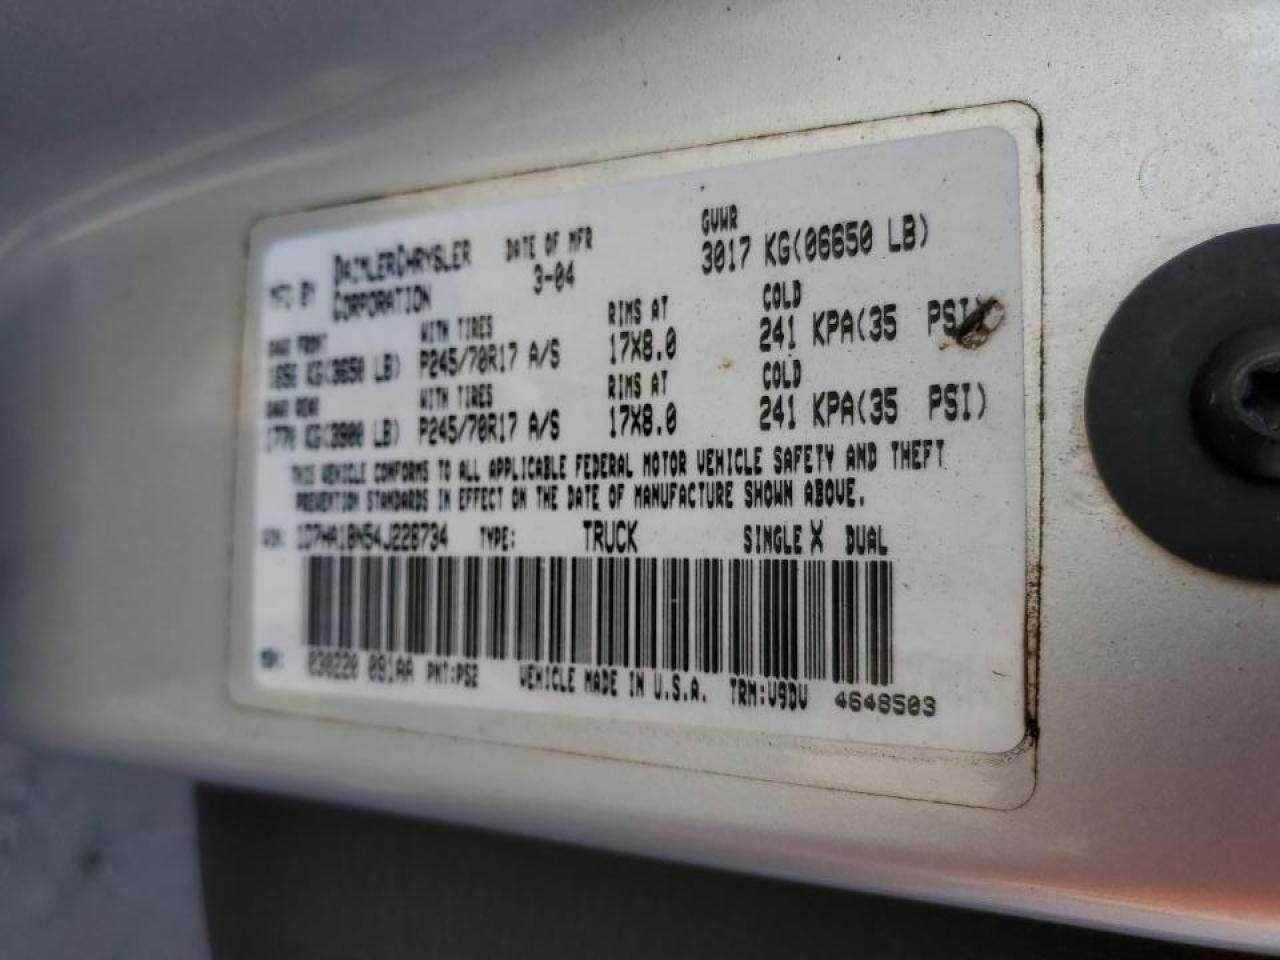 MFD BY DAIMLERCHRYSLER CORPORATION DATE OF MFR 3-04 GVWR 3017 KG(06650 LB)
GAWR FRONT WITH TIRES RIMS AT COLD
1656 KG(3650 LB) P245/70R17 A/S 17X8.0 241 KPA(35 PSI)
GAWR REAR WITH TIRES RIMS AT COLD
1770 KG(3900 LB) P245/70R17 A/S 17X8.0 241 KPA(35 PSI)
THIS VEHICLE CONFORMS TO ALL APPLICABLE FEDERAL MOTOR VEHICLE SAFETY AND THEFT
PREVENTION STANDARDS IN EFFECT ON THE DATE OF MANUFACTURE SHOWN ABOVE.
VIN: 1D7HA18N54J228734 TYPE: TRUCK SINGLE X DUAL
MDH: 030220 081AA PNT:PS2 VEHICLE MADE IN U.S.A. TRM:V9DV 4648503